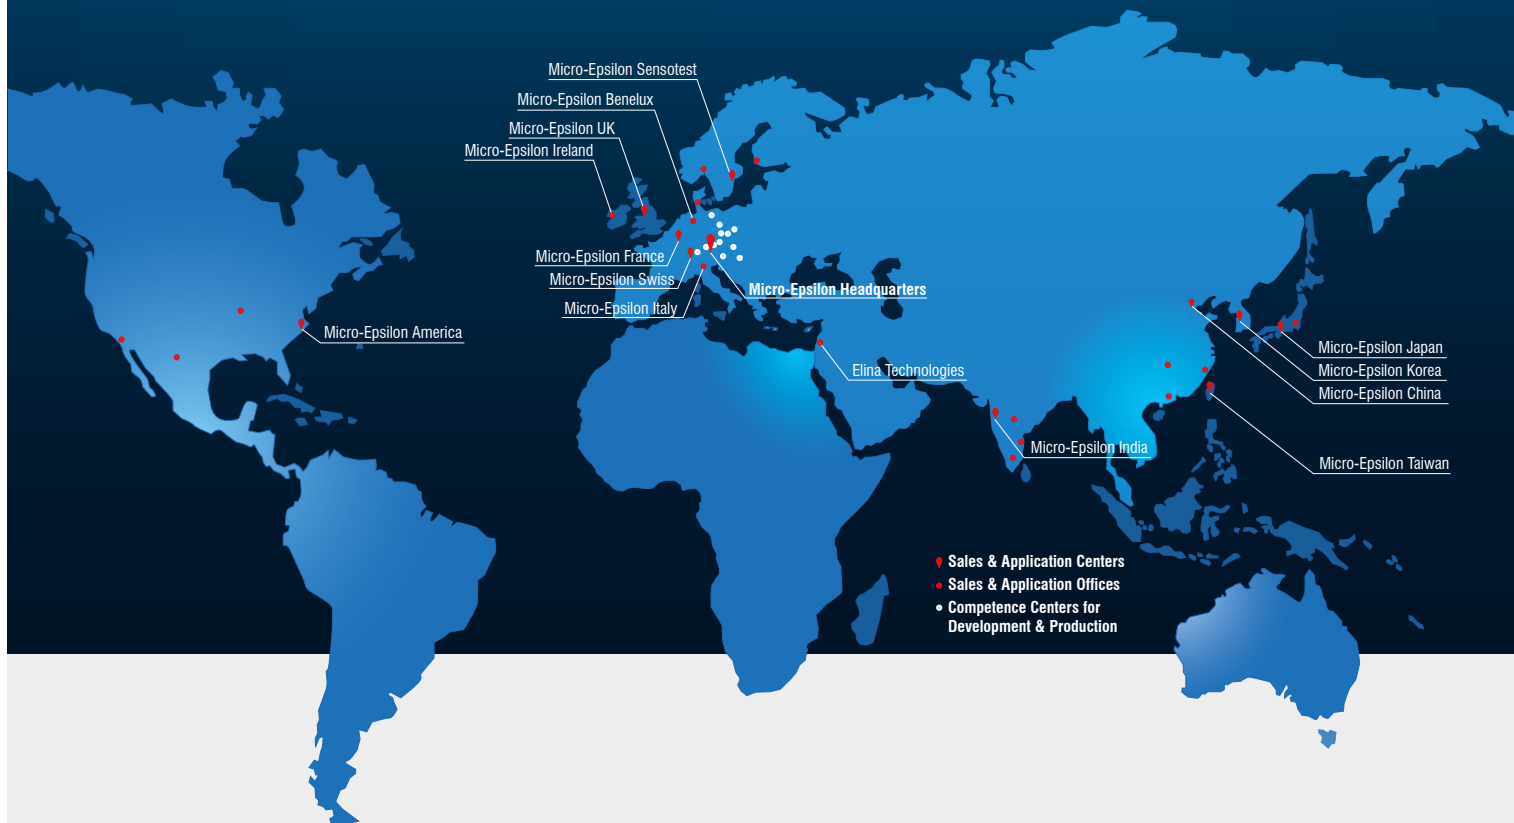 Micro-Epsilon Sensotest
Micro-Epsilon Benelux
Micro-Epsilon UK
Micro-Epsilon Ireland
Micro-Epsilon France
Micro-Epsilon Swiss
Micro-Epsilon Headquarters
Micro-Epsilon Italy
Micro-Epsilon America
Elina Technologies
Micro-Epsilon Japan
Micro-Epsilon Korea
Micro-Epsilon China
Micro-Epsilon India
Micro-Epsilon Taiwan
Sales & Application Centers
Sales & Application Offices
Competence Centers for
Development & Production